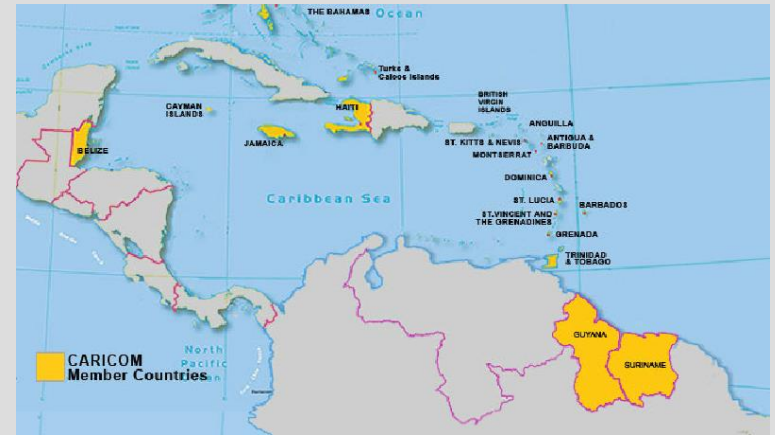 THE BAHAMAS
Ocean
Turks &
Caicos Islands
CAYMAN
ISLANDS
HAITI
BRITISH
VIRGIN
ISLANDS
ANGUILLA
BELIZE
JAMAICA
ST. KITTS & NEVIS
ANTIGUA &
BARBUDA
MONTSERRAT
DOMINICA
Caribbean Sea
ST. LUCIA
BARBADOS
ST.VINCENT AND
THE GRENADINES
GRENADA
TRINIDAD
& TOBAGO
GUYANA
SURINAME
North
Pacific
CARICOM
Member Countries